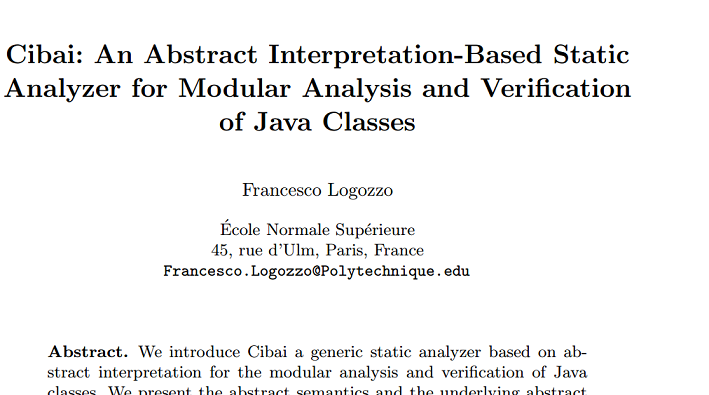 Cibai: An Abstract Interpretation-Based Static
Analyzer for Modular Analysis and Verification
of Java Classes
Francesco Logozzo
École Normale Supérieure
45, rue d'Ulm, Paris, France
Francesco.Logozzo@Polytechnique.edu
Abstract. We introduce Cibai a generic static analyzer based on ab-
stract interpretation for the modular analysis and verification of Java
classes. We present the abstract semantics and the underlying abstract